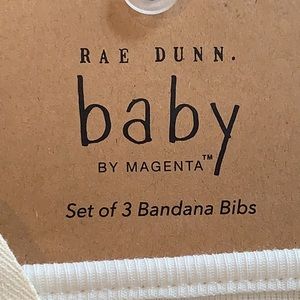 RAE DUNN.
baby
BY MAGENTA™
Set of 3 Bandana Bibs